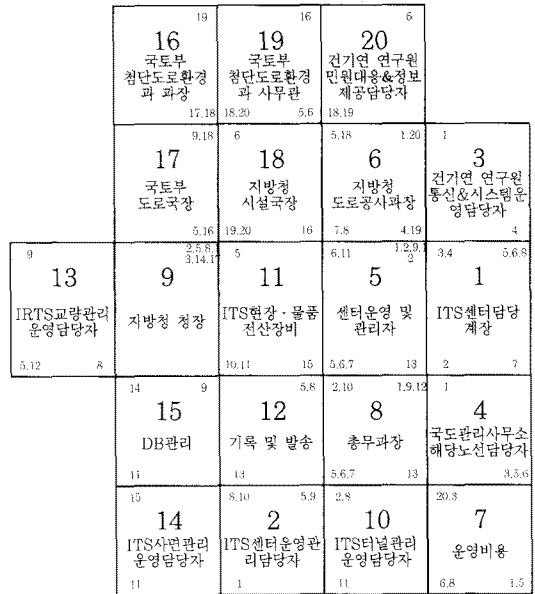 19 16 6
16 19 20
국토부 국토부 건기연 연구원
첨단도로환경 첨단도로환경 민원대응&정보
과 과장 과 사무관 제공담당자
17,18 18,20 5,6 18,19
9,18 6 5,18 1,20 1
17 18 6 3
국토부 지방청 지방청 건기연 연구원
도로국장 시설국장 도로공사과장 통신&시스템운
영담당자
5,16 19,20 16 7,8 4,19 4
9 2,5,8, 5 6,11 1,2,9, 3,4 5,6,8
3,14,1 2
13 9 11 5 1
IRTS교량관리 지방청 청장 ITS현장·물품 센터운영 및 ITS센터담당
운영담당자 전산장비 관리자 계장
5,12 8 10,11 15 5,6,7 13 2 7
14 9 5,8 2,10 1,9,12 1
15 12 8 4
DB관리 기록 및 발송 총무과장 국도관리사무소
해당노선담당자
11 13 5,6,7 13 3,5,6
15 8,10 5,9 2,8 20,3
14 2 10 7
ITS사면관리 ITS센터운영관 ITS터널관리 운영비용
운영담당자 리담당자 운영담당자
11 1 11 6,8 1,5